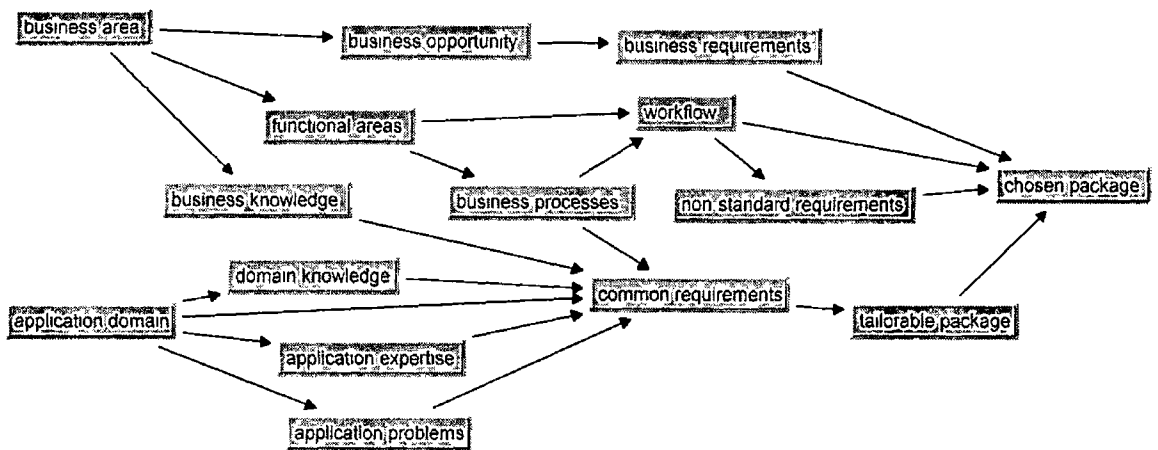 business area
business opportunity
business requirements
functional areas
workflow
business knowledge
business processes
non standard requirements
chosen package
domain knowledge
common requirements
application domain
tailorable package
application expertise
application problems